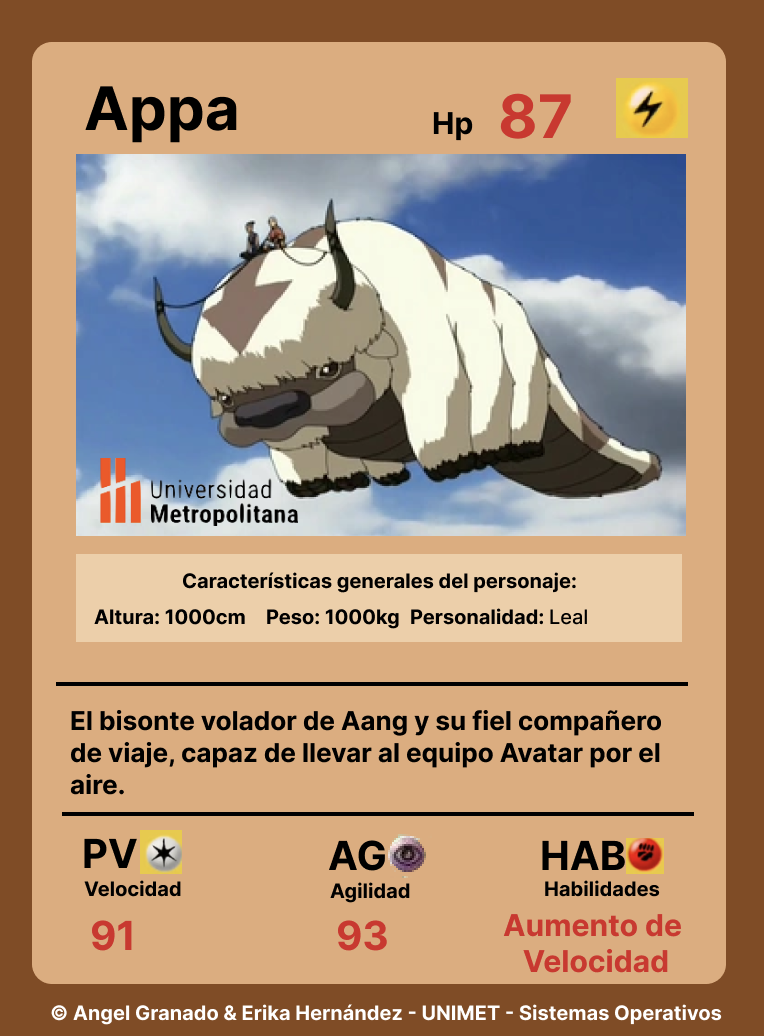 Appa
Hp 87
Universidad
Metropolitana
Características generales del personaje:
Altura: 1000cm Peso: 1000kg Personalidad: Leal
El bisonte volador de Aang y su fiel compañero
de viaje, capaz de llevar al equipo Avatar por el
aire.
PV AG HAB
Velocidad Agilidad Habilidades
91 93 Aumento de
Velocidad
© Angel Granado & Erika Hernández - UNIMET - Sistemas Operativos